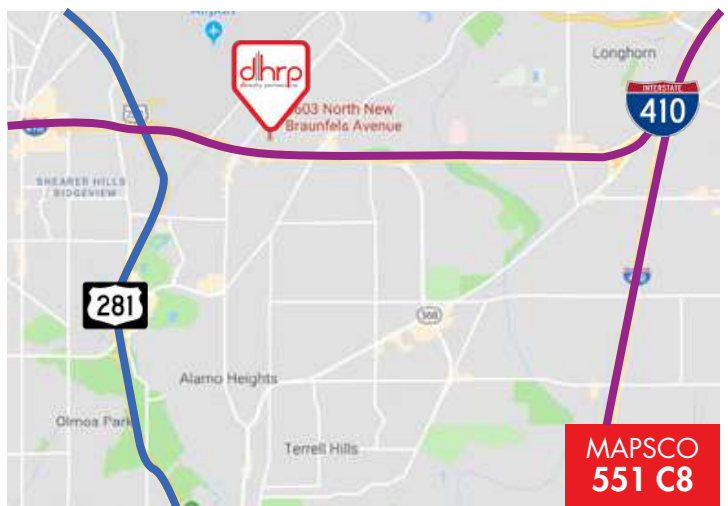 Airport
Longhorn
INTERSTATE
410
dhrp
603 North New
Braunfels Avenue
SHEARER HILLS
RIDGEVIEW
281
368
Alamo Heights
Olmos Park
Terrell Hills
MAPSCO
551 C8